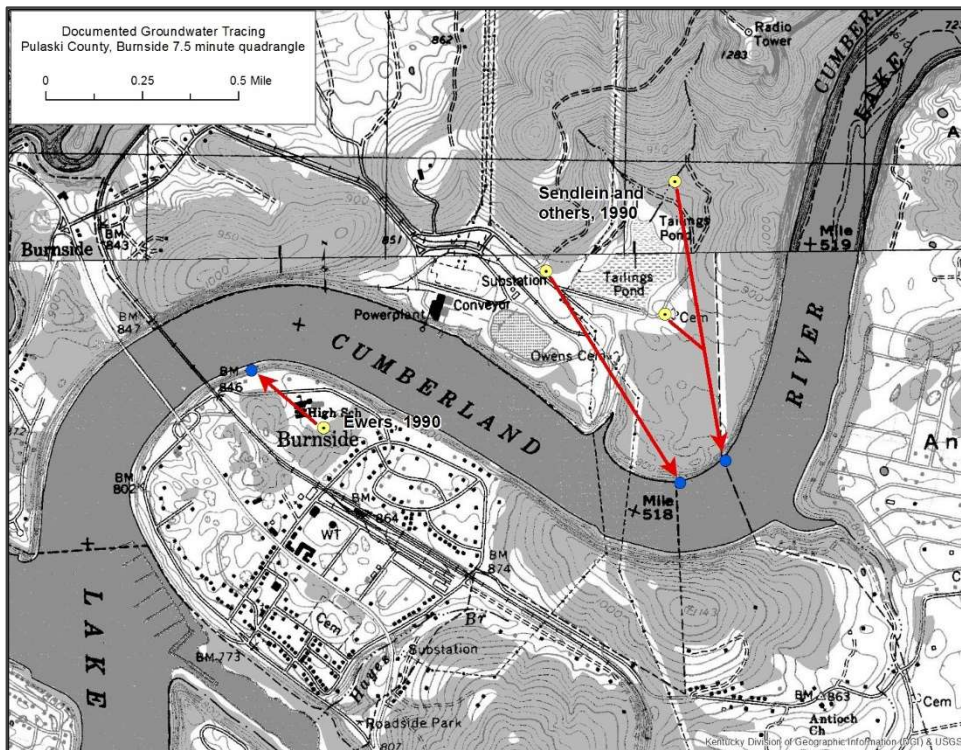 Documented Groundwater Tracing
Pulaski County, Burnside 7.5 minute quadrangle
0 0.25 0.5 Mile
862
Radio
Tower
1283
CUMBERLAND
LAKE
900
950
Sendlein and
others, 1990
Tailings
Pond
Mile
519
BM
843
Burnside
851
Substation
Tailings
Pond
Conveyor
Powerplant
Cem
BM
847
Owens Cem
CUMBERLAND
RIVER
BM
846
High Sch
Burnside
Ewers, 1990
BM
802
BM
864
Mile
518
WT
BM
874
LAKE
Cem
Br
BM 773
Substation
Roadside Park
807
BM 863
Cem
Antioch
Ch
Kentucky Division of Geographic Information (DGI) & USGS